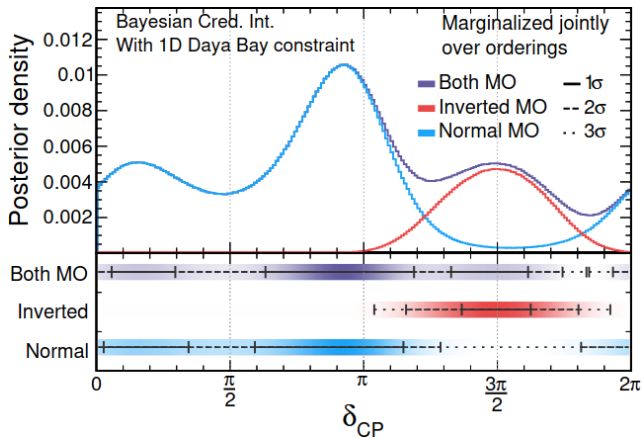 Bayesian Cred. Int.
With 1D Daya Bay constraint
Marginalized jointly
over orderings
Both MO
Inverted MO
Normal MO
1σ
2σ
3σ
Posterior density
0.012
0.01
0.008
0.006
0.004
0.002
Both MO
Inverted
Normal
0 π/2 π 3π/2 2π
δCP